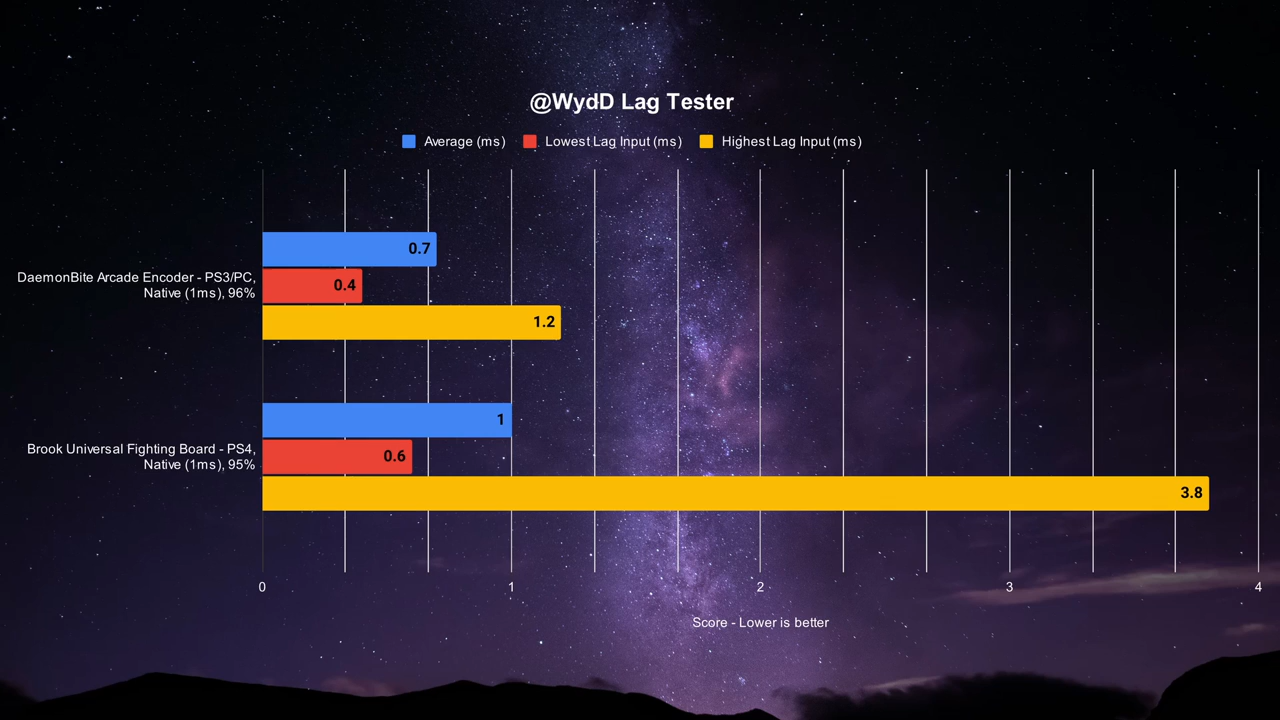 @WydD Lag Tester
Average (ms) Lowest Lag Input (ms) Highest Lag Input (ms)
DaemonBite Arcade Encoder - PS3/PC,
Native (1ms), 96%
0.7
0.4
1.2
Brook Universal Fighting Board - PS4,
Native (1ms), 95%
1
0.6
3.8
0 1 2 3 4
Score - Lower is better